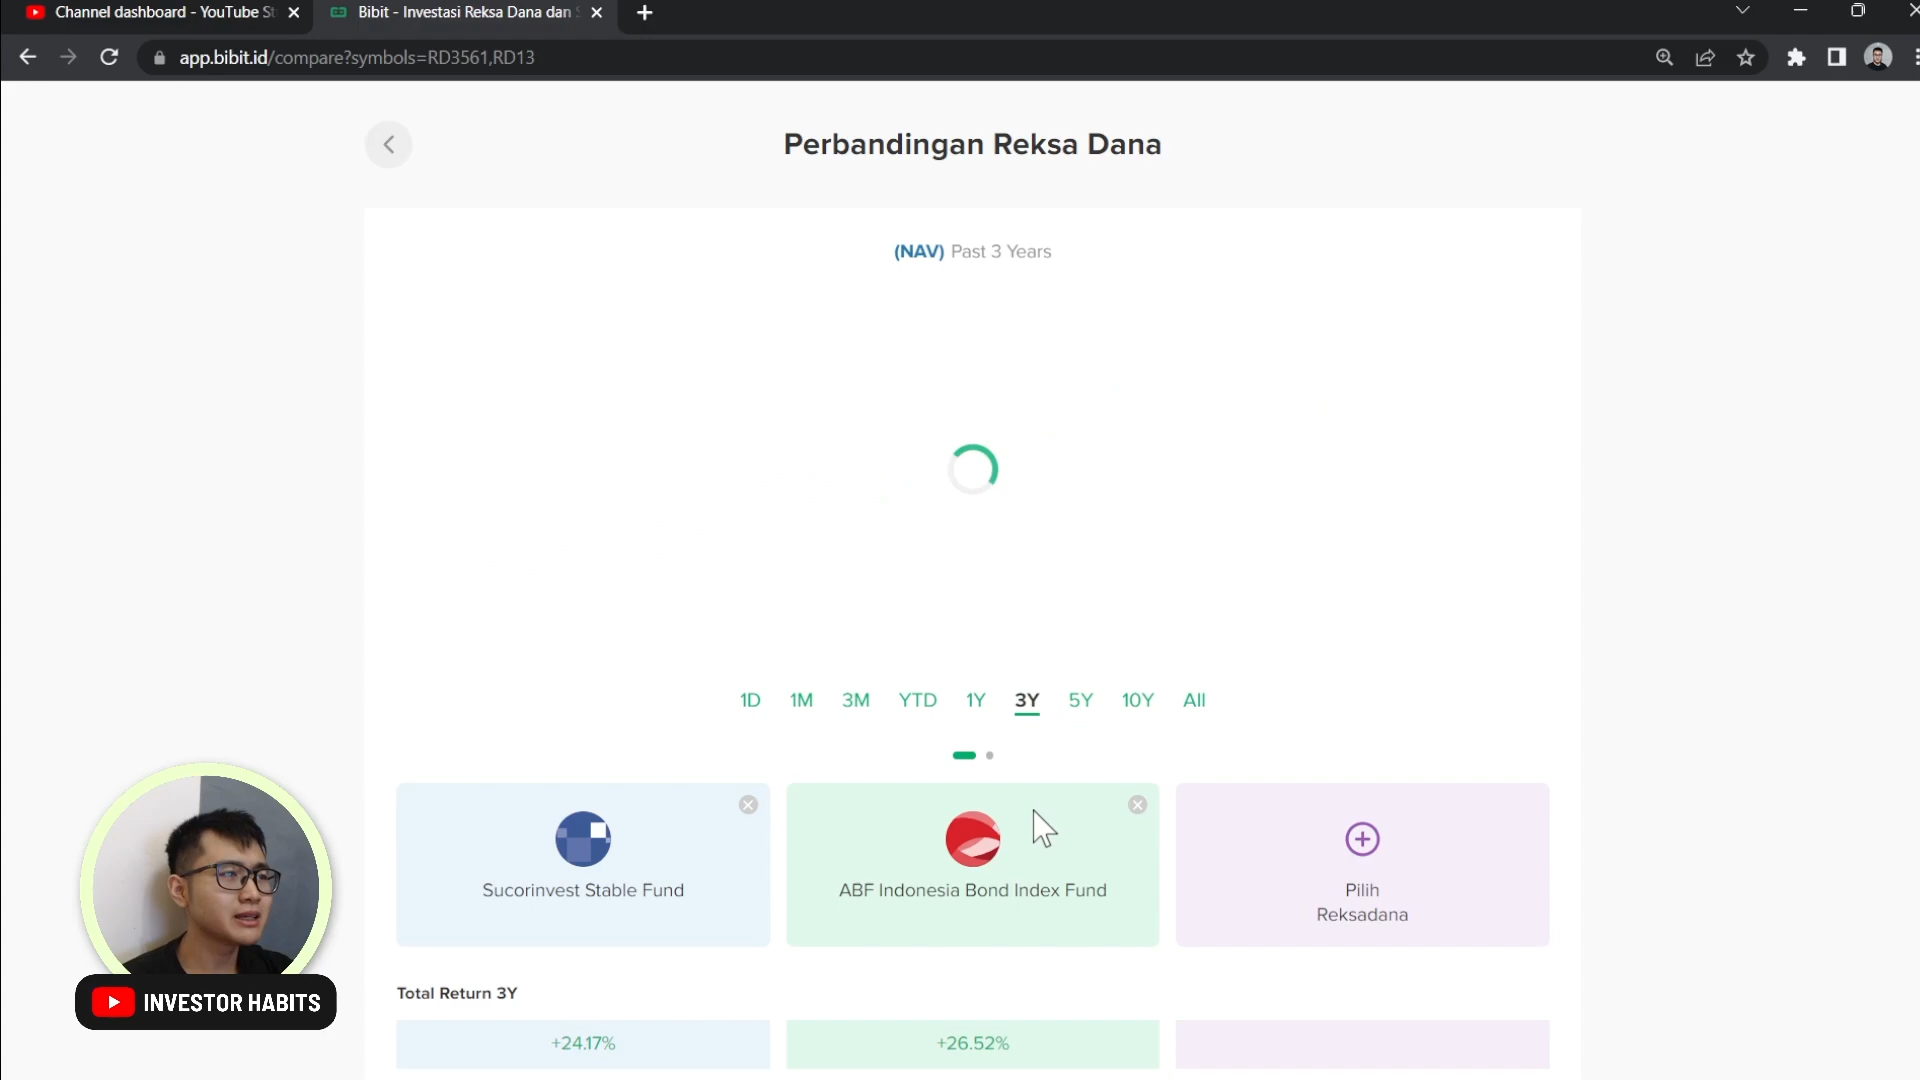 Channel dashboard - YouTube St
Bibit - Investasi Reksa Dana dan S
app.bibit.id/compare?symbols=RD3561,RD13
Perbandingan Reksa Dana
(NAV) Past 3 Years
1D 1M 3M YTD 1Y 3Y 5Y 10Y All
Sucorinvest Stable Fund
ABF Indonesia Bond Index Fund
Pilih
Reksadana
INVESTOR HABITS
Total Return 3Y
+24.17%
+26.52%